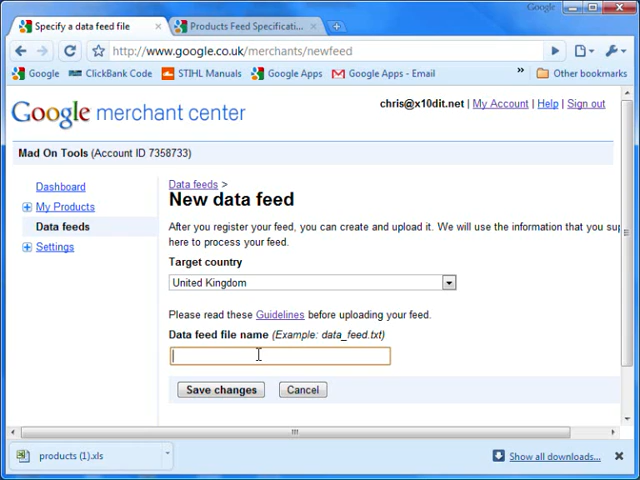 Google
Specify a data feed file
Products Feed Specificati...
http://www.google.co.uk/merchants/newfeed
Google
ClickBank Code
STIHL Manuals
Google Apps
Google Apps - Email
»
Other bookmarks
Google merchant center
chris@x10dit.net | My Account | Help | Sign out
Mad On Tools (Account ID 7358733)
Dashboard
My Products
Data feeds
Settings
Data feeds >
New data feed
After you register your feed, you can create and upload it. We will use the information that you sup
here to process your feed.
Target country
United Kingdom
Please read these Guidelines before uploading your feed.
Data feed file name (Example: data_feed.txt)
Save changes
Cancel
products (1).xls
Show all downloads...